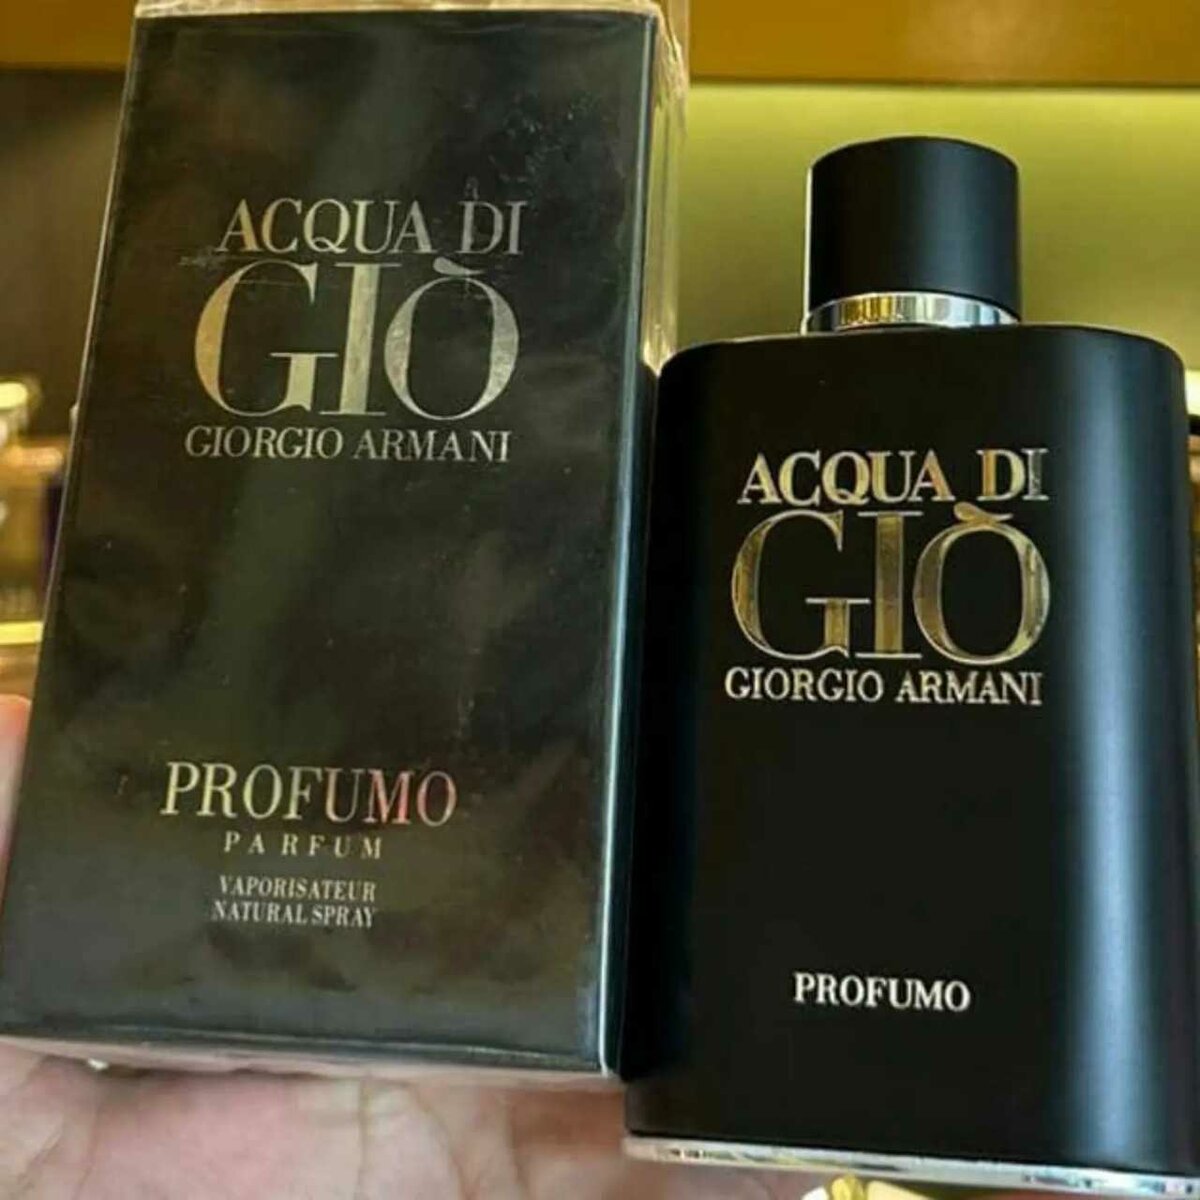 ACQUA DI
GIÒ
GIORGIO ARMANI
PROFUMO
PARFUM
VAPORISATEUR
NATURAL SPRAY
ACQUA DI
GIÒ
GIORGIO ARMANI
PROFUMO